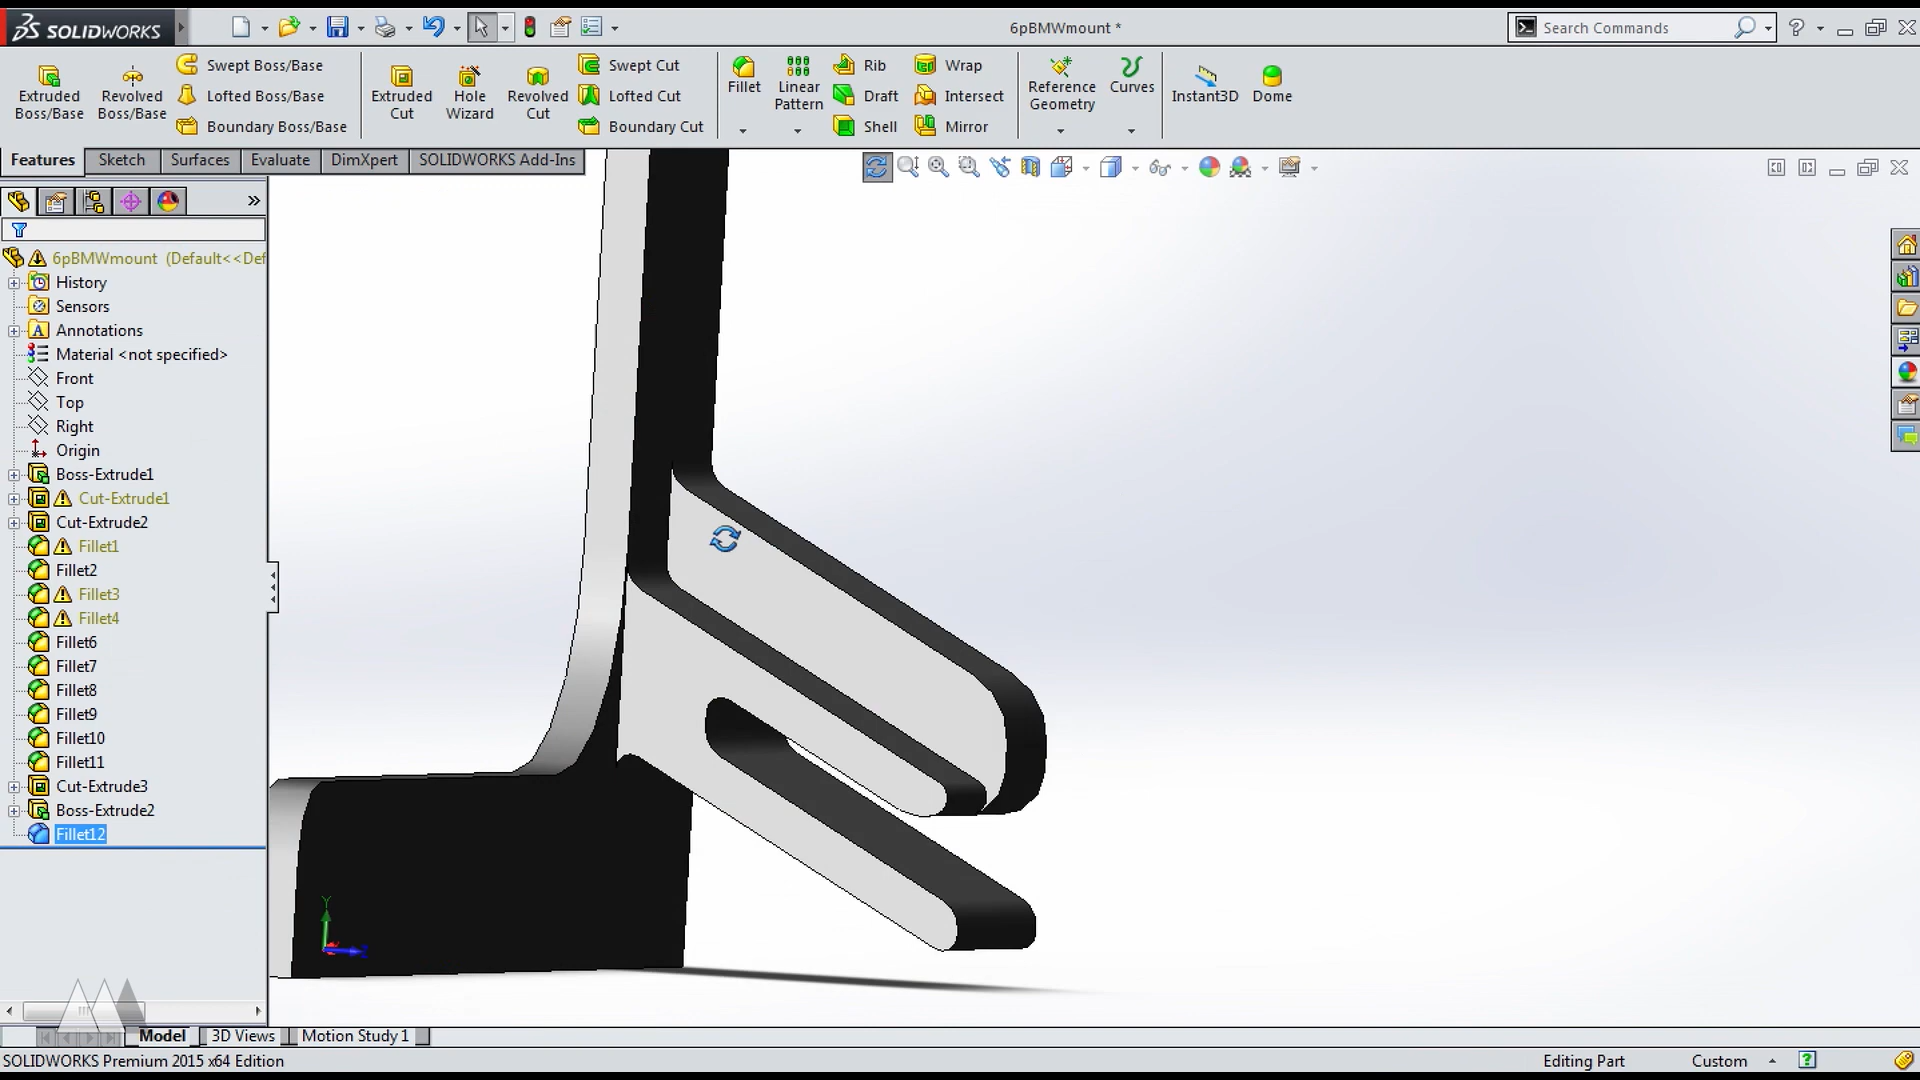 SOLIDWORKS
6pBMWmount *
Search Commands
Extruded Boss/Base
Revolved Boss/Base
Swept Boss/Base
Lofted Boss/Base
Boundary Boss/Base
Extruded Cut
Hole Wizard
Revolved Cut
Swept Cut
Lofted Cut
Boundary Cut
Fillet
Linear Pattern
Rib
Draft
Shell
Wrap
Intersect
Mirror
Reference Geometry
Curves
Instant3D
Dome
Features
Sketch
Surfaces
Evaluate
DimXpert
SOLIDWORKS Add-Ins
6pBMWmount (Default<<Def
History
Sensors
Annotations
Material <not specified>
Front
Top
Right
Origin
Boss-Extrude1
Cut-Extrude1
Cut-Extrude2
Fillet1
Fillet2
Fillet3
Fillet4
Fillet6
Fillet7
Fillet8
Fillet9
Fillet10
Fillet11
Cut-Extrude3
Boss-Extrude2
Fillet12
Y
Model
3D Views
Motion Study 1
SOLIDWORKS Premium 2015 x64 Edition
Editing Part
Custom